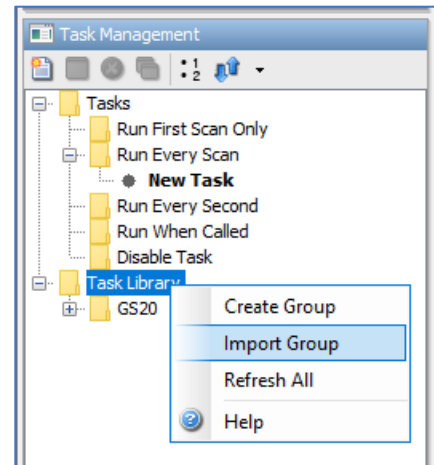 Task Management
Tasks
Run First Scan Only
Run Every Scan
New Task
Run Every Second
Run When Called
Disable Task
Task Library
GS20
Create Group
Import Group
Refresh All
Help